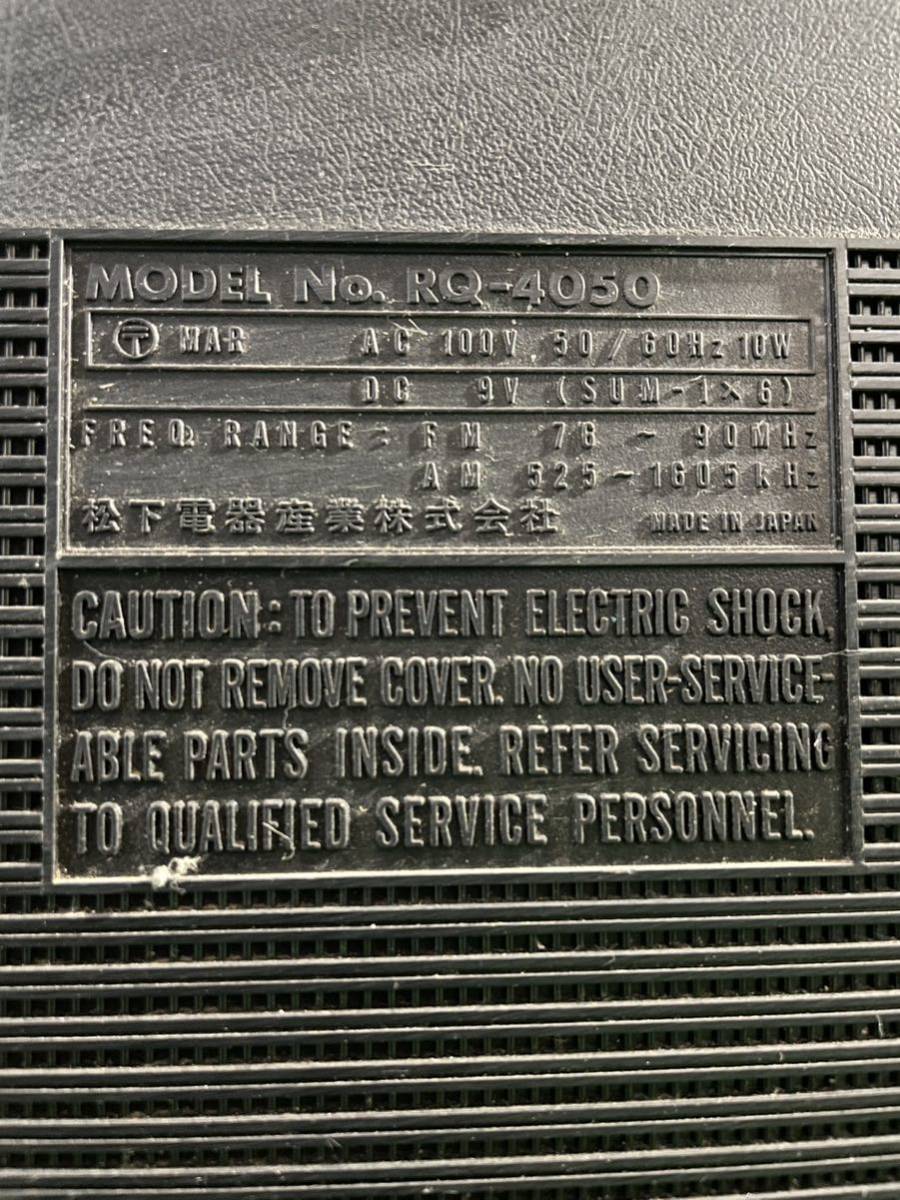 MODEL No. RQ-4050
〒 MAR AC 100V 50/60Hz 10W
DC 9V (SUM-1×6)
FREQ. RANGE: FM 76 ~ 90MHz
AM 525~1605kHz
松下電器産業株式会社 MADE IN JAPAN
CAUTION: TO PREVENT ELECTRIC SHOCK,
DO NOT REMOVE COVER. NO USER-SERVICE-
ABLE PARTS INSIDE. REFER SERVICING
TO QUALIFIED SERVICE PERSONNEL.